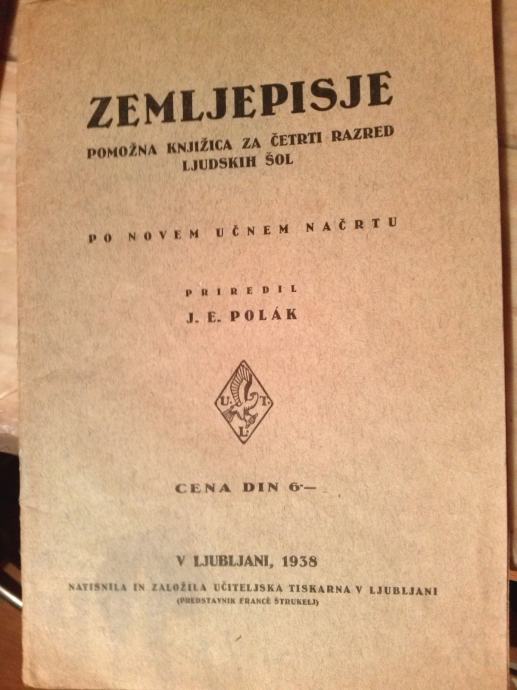 ZEMLJEPISJE
POMOŽNA KNJIŽICA ZA ČETRTI RAZRED
LJUDSKIH ŠOL
PO NOVEM UČNEM NAČRTU
PRIREDIL
J. E. POLÁK
U. T.
L.
CENA DIN 6·—
V LJUBLJANI, 1938
NATISNILA IN ZALOŽILA UČITELJSKA TISKARNA V LJUBLJANI
(PREDSTAVNIK FRANCÈ ŠTRUKELJ)